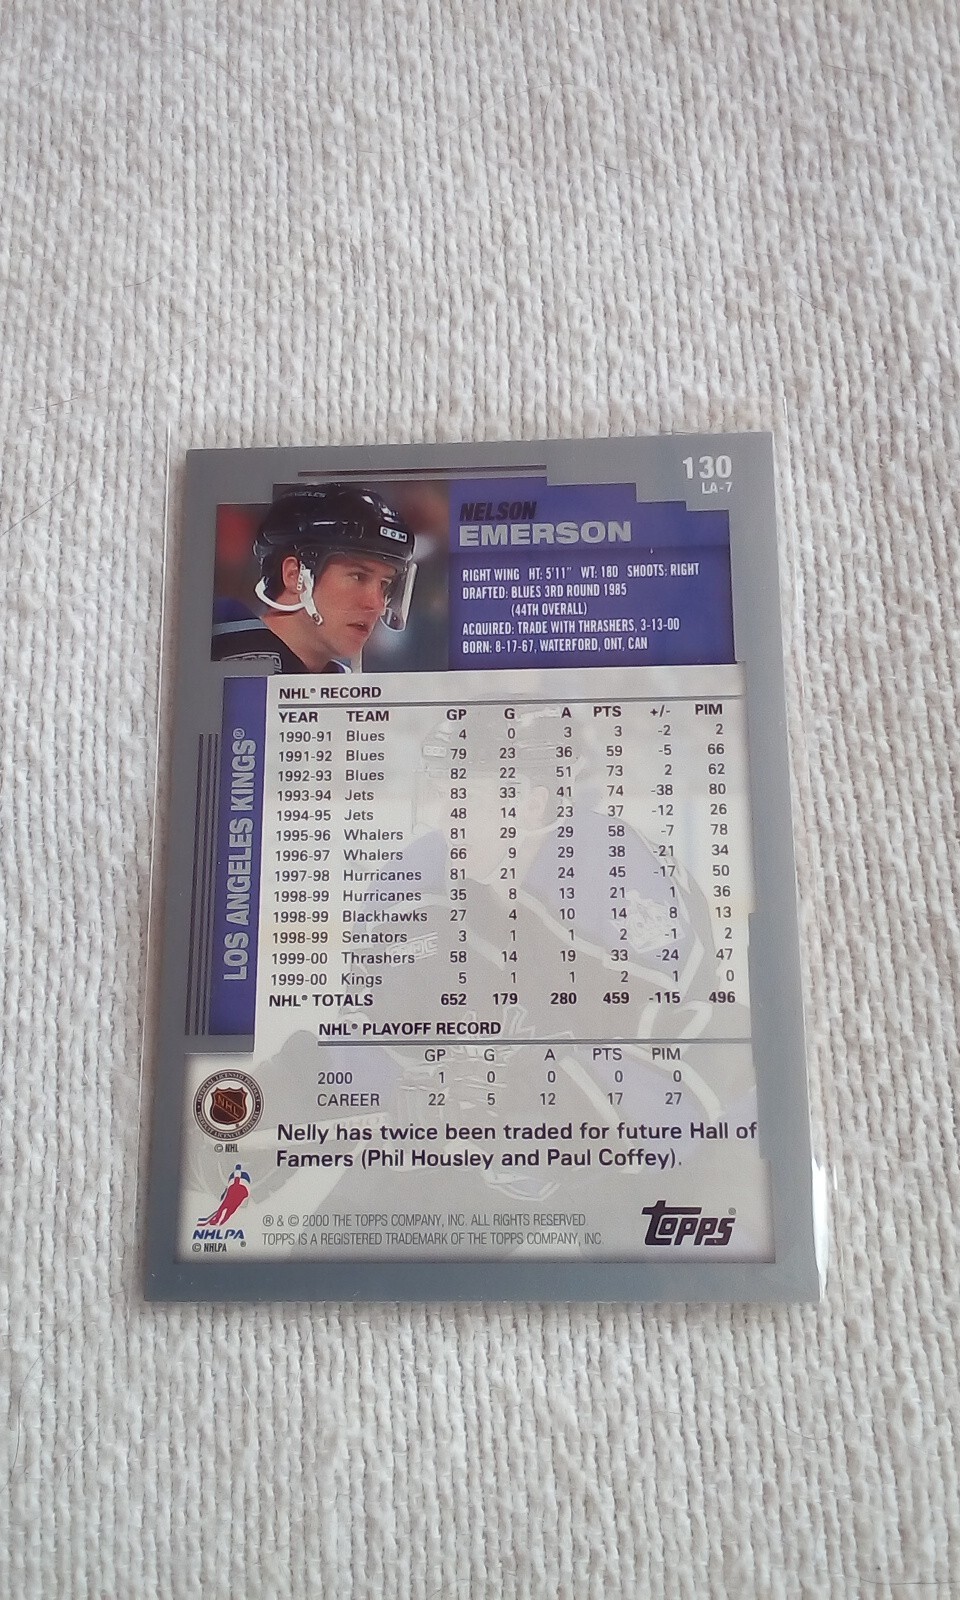 130
LA-7
NELSON
EMERSON
RIGHT WING HT: 5'11" WT: 180 SHOOTS: RIGHT
DRAFTED: BLUES 3RD ROUND 1985
(44TH OVERALL)
ACQUIRED: TRADE WITH THRASHERS, 3-13-00
BORN: 8-17-67, WATERFORD, ONT, CAN
CCM
LOS ANGELES KINGS®
NHL® RECORD
YEAR TEAM GP G A PTS +/- PIM
1990-91 Blues 4 0 3 3 -2 2
1991-92 Blues 79 23 36 59 -5 66
1992-93 Blues 82 22 51 73 2 62
1993-94 Jets 83 33 41 74 -38 80
1994-95 Jets 48 14 23 37 -12 26
1995-96 Whalers 81 29 29 58 -7 78
1996-97 Whalers 66 9 29 38 -21 34
1997-98 Hurricanes 81 21 24 45 -17 50
1998-99 Hurricanes 35 8 13 21 1 36
1998-99 Blackhawks 27 4 10 14 8 13
1998-99 Senators 3 1 1 2 -1 2
1999-00 Thrashers 58 14 19 33 -24 47
1999-00 Kings 5 1 1 2 1 0
NHL® TOTALS 652 179 280 459 -115 496
NHL® PLAYOFF RECORD
GP G A PTS PIM
2000 1 0 0 0 0
CAREER 22 5 12 17 27
Nelly has twice been traded for future Hall of
Famers (Phil Housley and Paul Coffey).
NHL
© NHL
NHLPA
© NHLPA ®
® & © 2000 THE TOPPS COMPANY, INC. ALL RIGHTS RESERVED.
TOPPS IS A REGISTERED TRADEMARK OF THE TOPPS COMPANY, INC.
Topps®